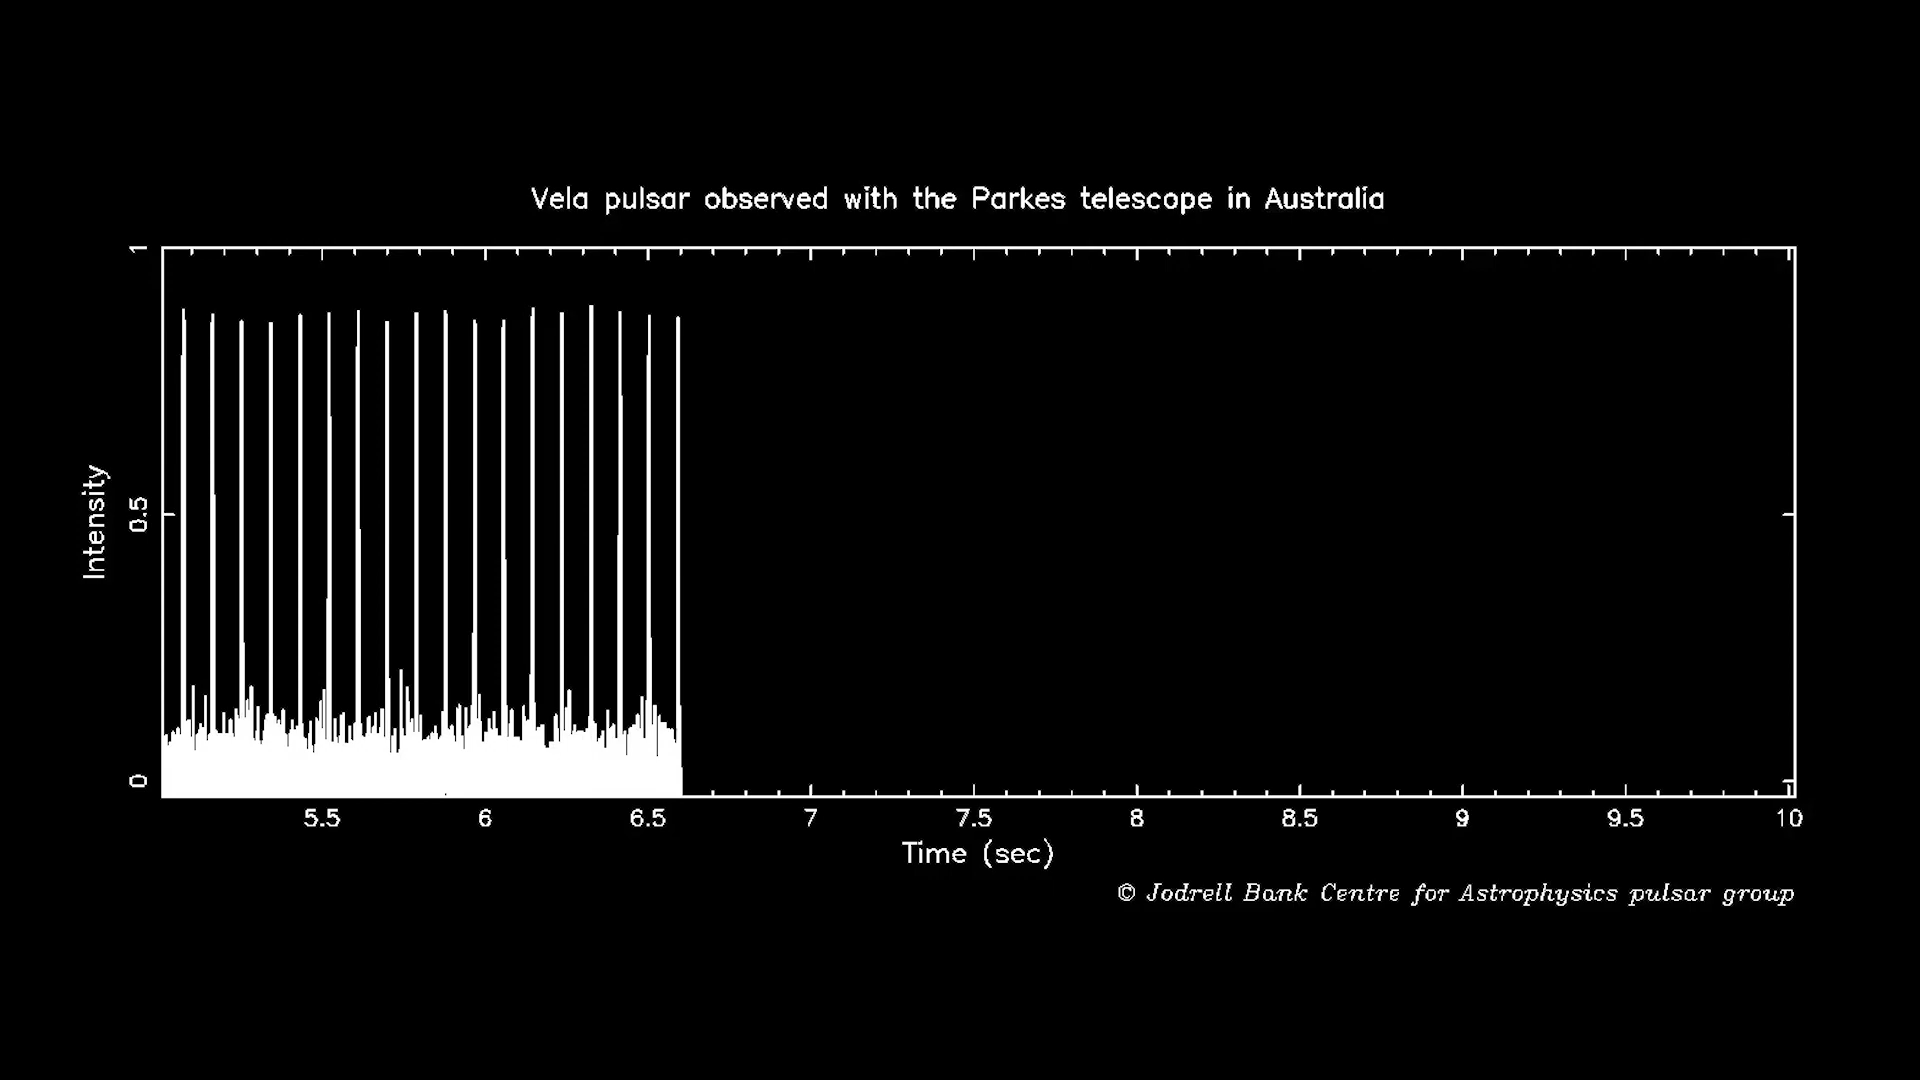 Vela pulsar observed with the Parkes telescope in Australia
1
0.5
0
Intensity
5.5 6 6.5 7 7.5 8 8.5 9 9.5 10
Time (sec)
© Jodrell Bank Centre for Astrophysics pulsar group